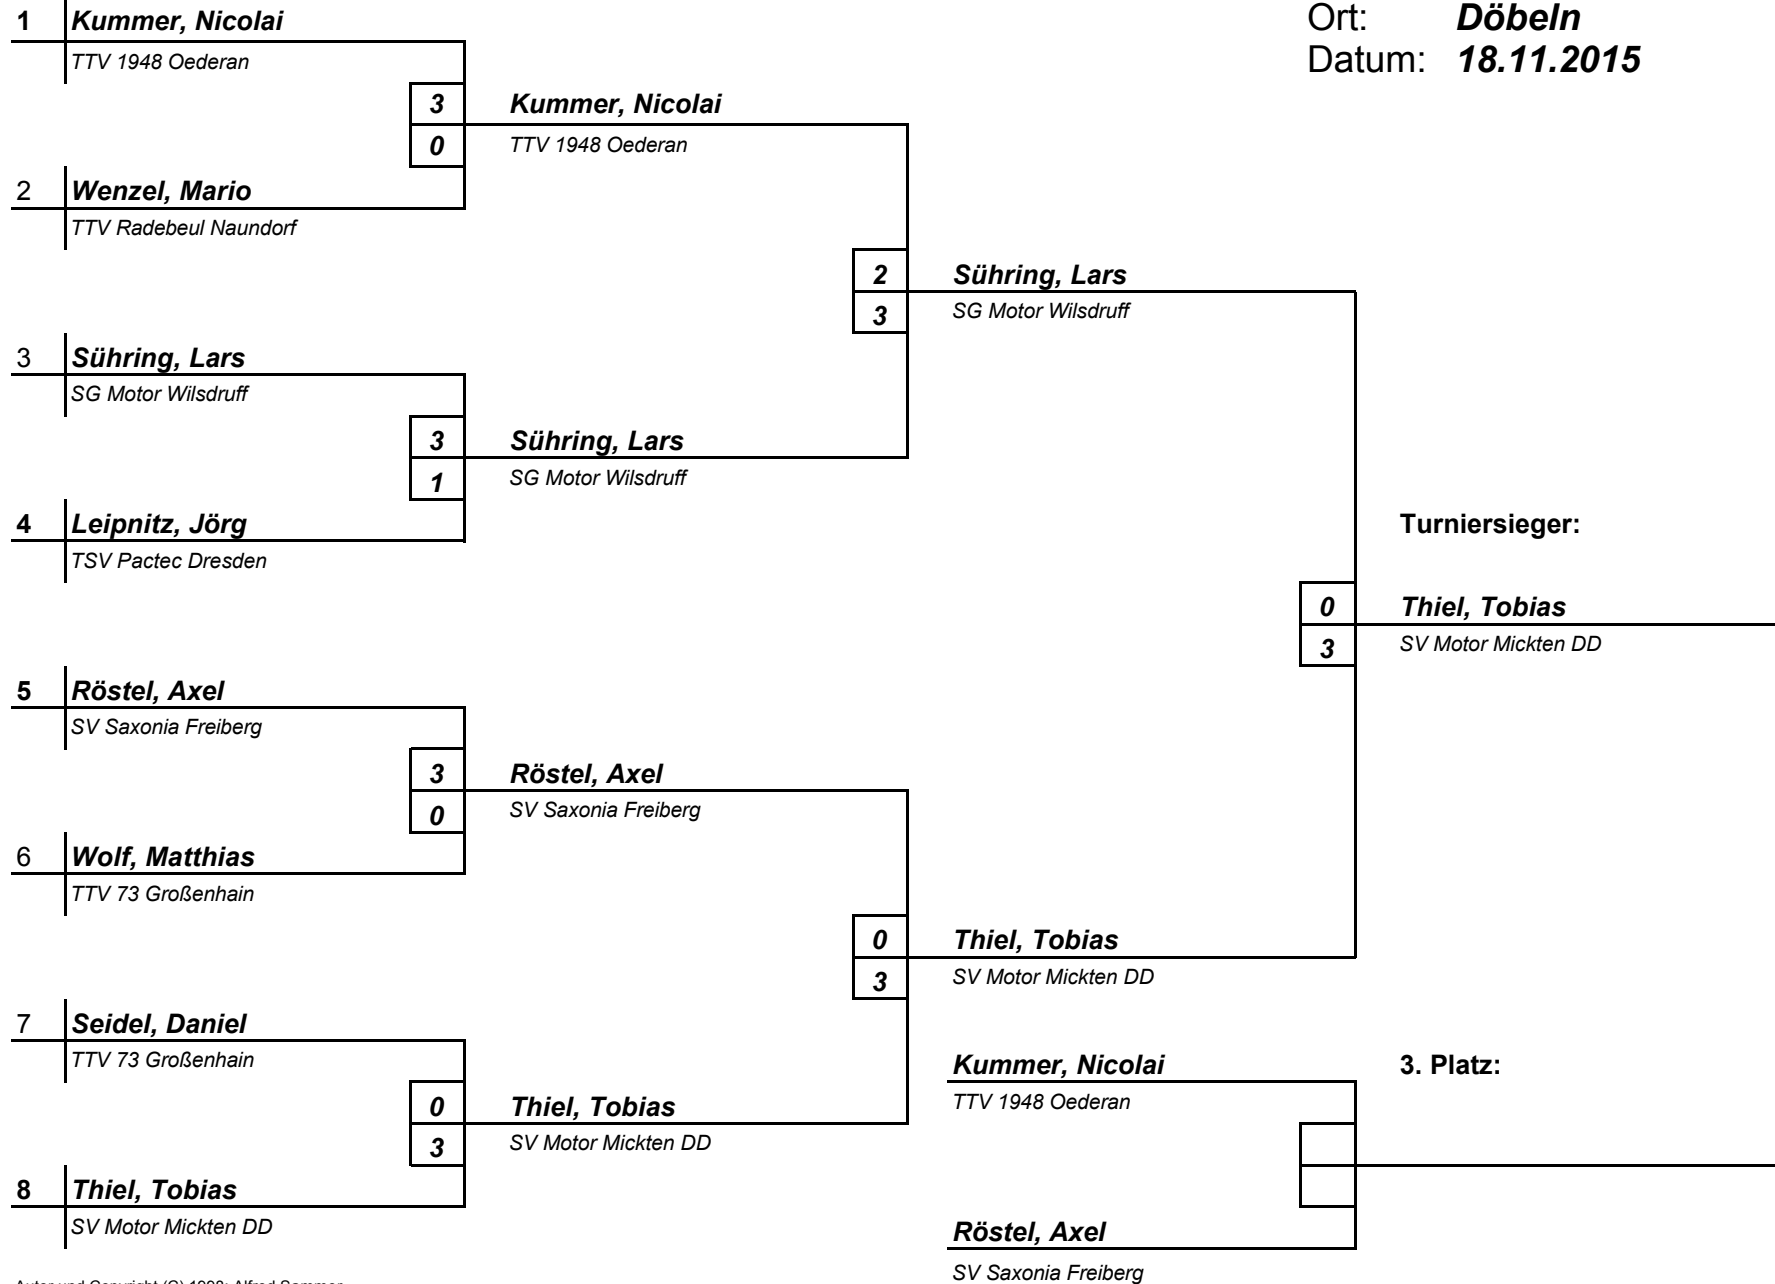 1 Kummer, Nicolai
TTV 1948 Oederan
Ort: Döbeln
Datum: 18.11.2015
3 Kummer, Nicolai
0 TTV 1948 Oederan
2 Wenzel, Mario
TTV Radebeul Naundorf
2 Sühring, Lars
3 SG Motor Wilsdruff
3 Sühring, Lars
SG Motor Wilsdruff
3 Sühring, Lars
1 SG Motor Wilsdruff
4 Leipnitz, Jörg
TSV Pactec Dresden
Turniersieger:
0 Thiel, Tobias
3 SV Motor Mickten DD
5 Röstel, Axel
SV Saxonia Freiberg
3 Röstel, Axel
0 SV Saxonia Freiberg
6 Wolf, Matthias
TTV 73 Großenhain
0 Thiel, Tobias
3 SV Motor Mickten DD
7 Seidel, Daniel
TTV 73 Großenhain
Kummer, Nicolai
TTV 1948 Oederan
3. Platz:
0 Thiel, Tobias
3 SV Motor Mickten DD
8 Thiel, Tobias
SV Motor Mickten DD
Röstel, Axel
SV Saxonia Freiberg